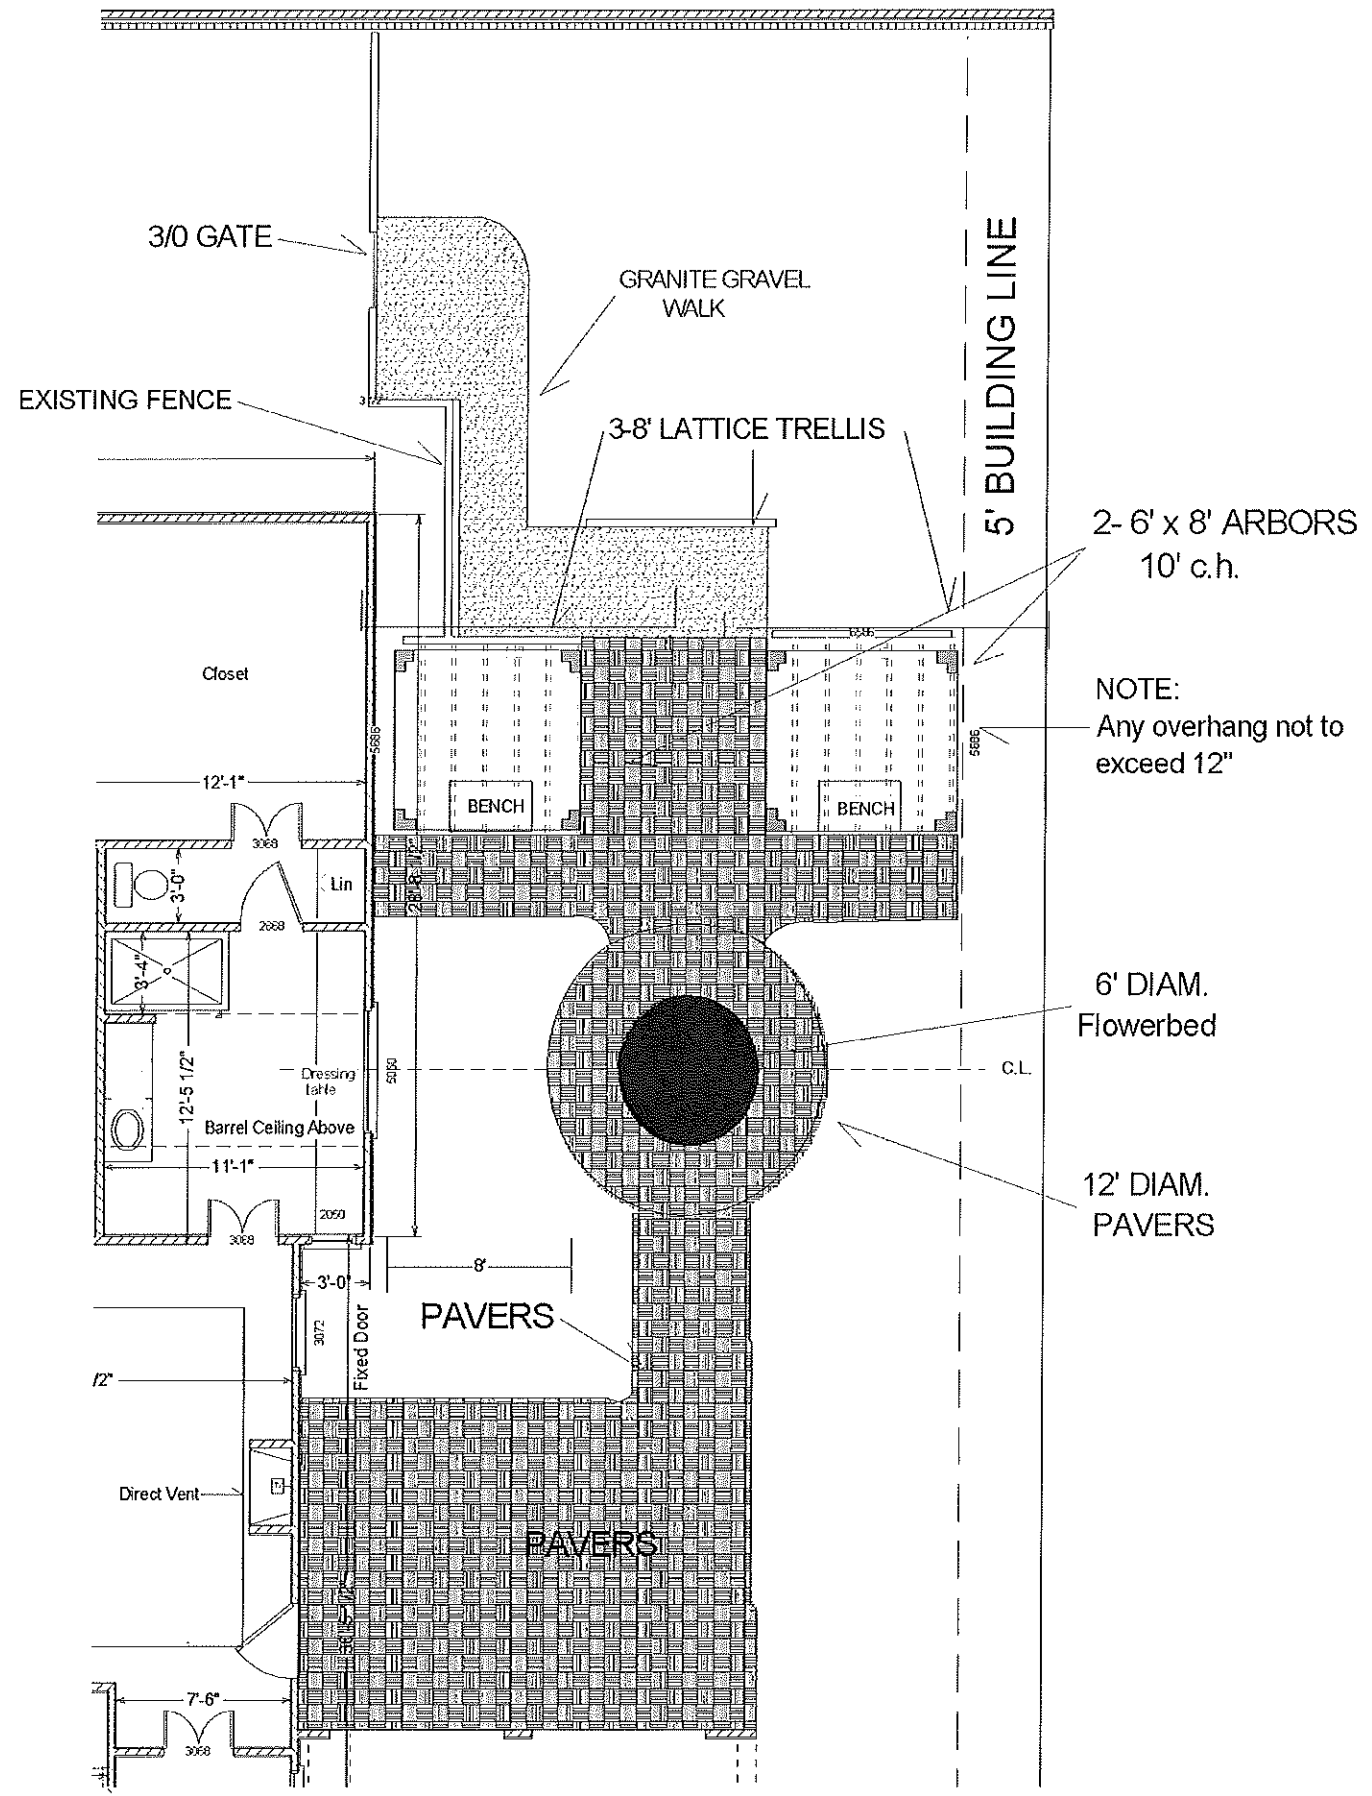 3/0 GATE
GRANITE GRAVEL
WALK
5' BUILDING LINE
EXISTING FENCE
3-8' LATTICE TRELLIS
2- 6' x 8' ARBORS
10' c.h.
Closet
5686
NOTE:
Any overhang not to
exceed 12"
5686
12'-1"
BENCH
BENCH
3068
3'-0"
Lin
2668
3'-4"
6' DIAM.
Flowerbed
12'-5 1/2"
Dressing
table
5050
C.L.
Barrel Ceiling Above
11'-1"
12' DIAM.
PAVERS
2050
3068
3'-0"
8'
PAVERS
3072
Fixed Door
/2"
Direct Vent
PAVERS
7'-6"
3068